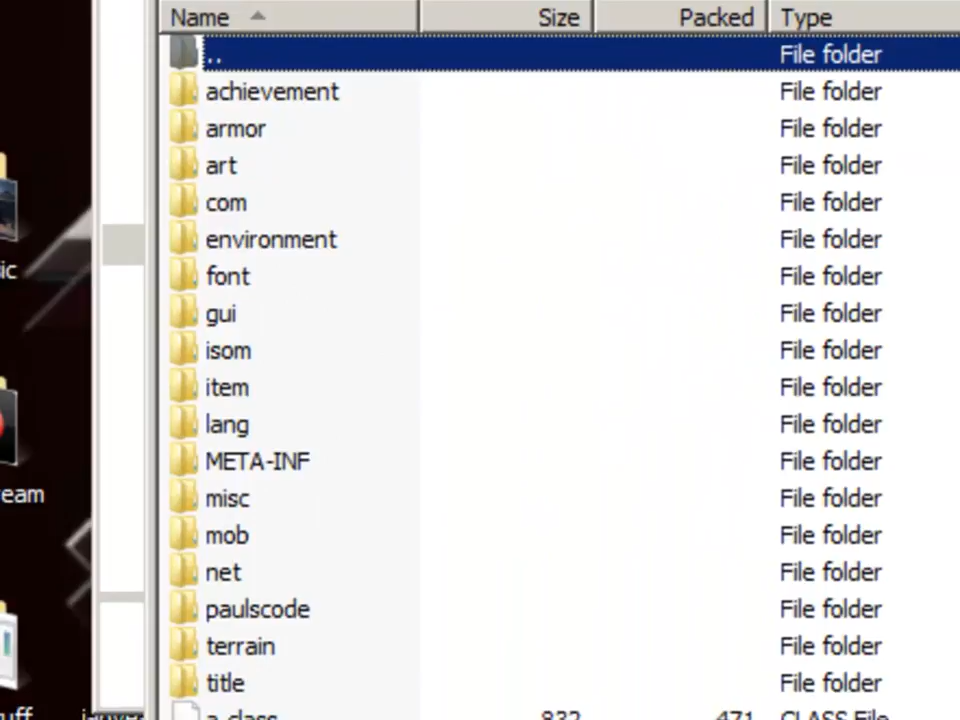 Name Size Packed Type
.. File folder
achievement File folder
armor File folder
art File folder
com File folder
environment File folder
font File folder
gui File folder
isom File folder
item File folder
lang File folder
META-INF File folder
misc File folder
mob File folder
net File folder
paulscode File folder
terrain File folder
title File folder
a.class 832 471 CLASS File
ic
eam
uff